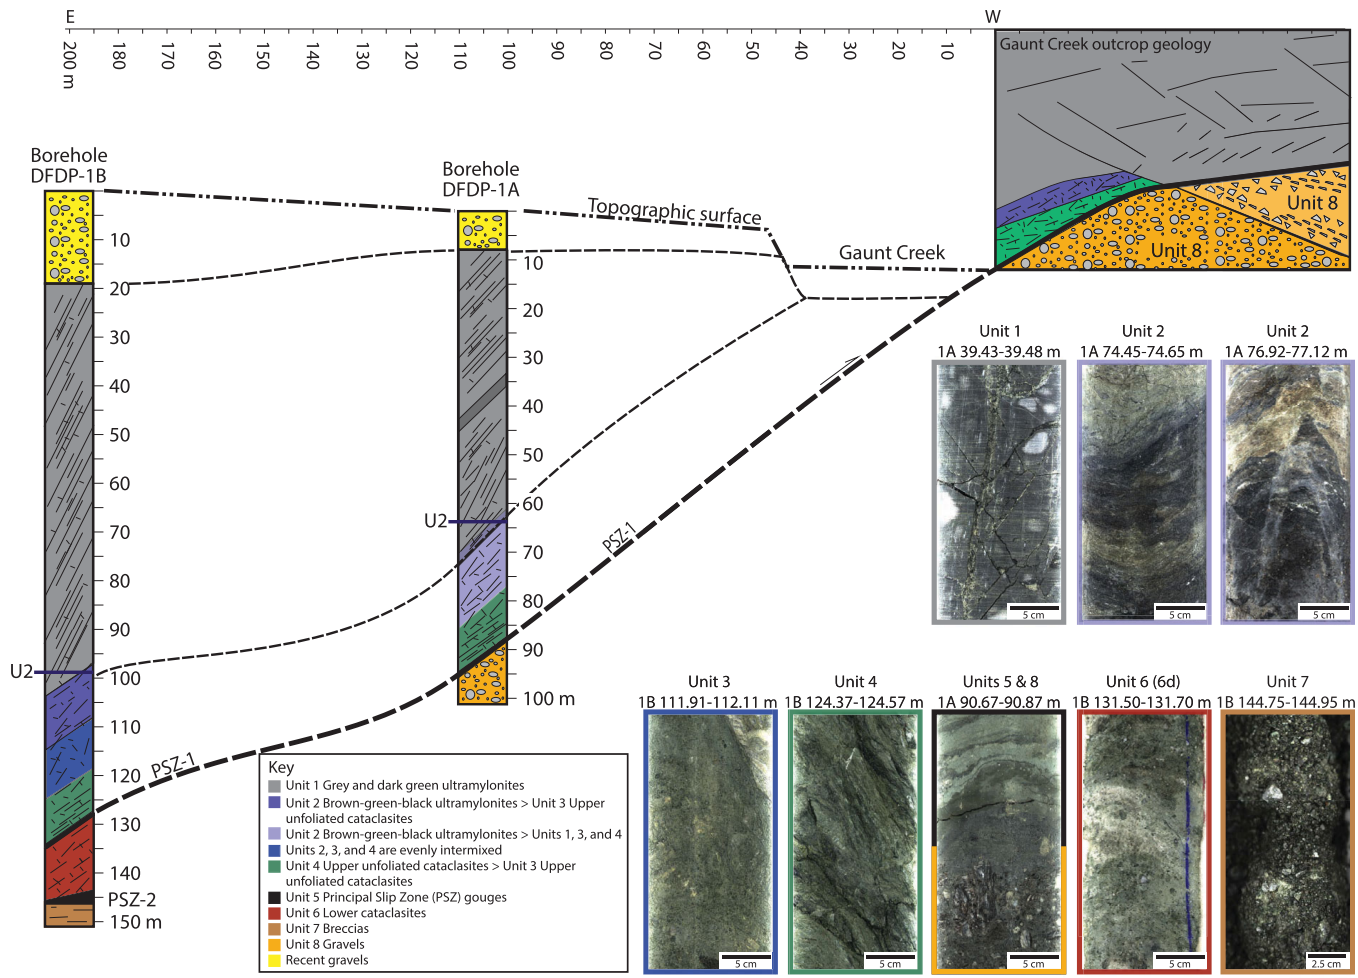 E
W
200 m
180
160
140
120
100
80
60
50
40
30
20
10
Gaunt Creek outcrop geology
Unit 8
Unit 8
Borehole
DFDP-1B
Borehole
DFDP-1A
Topographic surface
Gaunt Creek
10
20
30
40
50
60
70
80
90
100
110
120
130
140
150 m
U2
PSZ-2
PSZ-1
10
20
30
40
50
60
70
80
90
100 m
U2
PSZ-1
Unit 1
1A 39.43-39.48 m
5 cm
Unit 2
1A 74.45-74.65 m
5 cm
Unit 2
1A 76.92-77.12 m
5 cm
Unit 3
1B 111.91-112.11 m
5 cm
Unit 4
1B 124.37-124.57 m
5 cm
Units 5 & 8
1A 90.67-90.87 m
5 cm
Unit 6 (6d)
1B 131.50-131.70 m
5 cm
Unit 7
1B 144.75-144.95 m
2.5 cm
Key
Unit 1 Grey and dark green ultramylonites
Unit 2 Brown-green-black ultramylonites > Unit 3 Upper
unfoliated cataclasites
Unit 2 Brown-green-black ultramylonites > Units 1, 3, and 4
Units 2, 3, and 4 are evenly intermixed
Unit 4 Upper unfoliated cataclasites > Unit 3 Upper
unfoliated cataclasites
Unit 5 Principal Slip Zone (PSZ) gouges
Unit 6 Lower cataclasites
Unit 7 Breccias
Unit 8 Gravels
Recent gravels